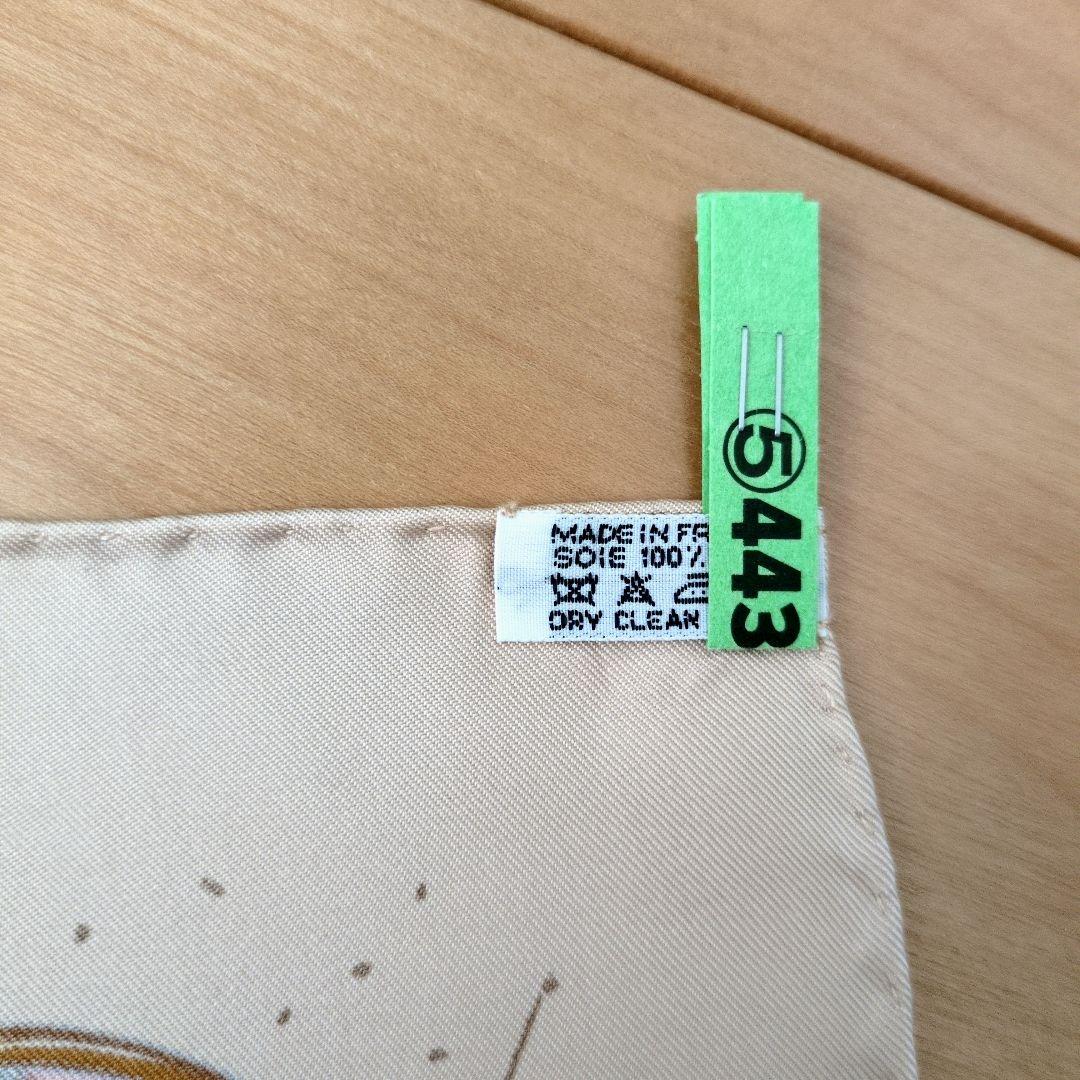 MADE IN FR
SOIE 100%
DRY CLEAN
⑤443